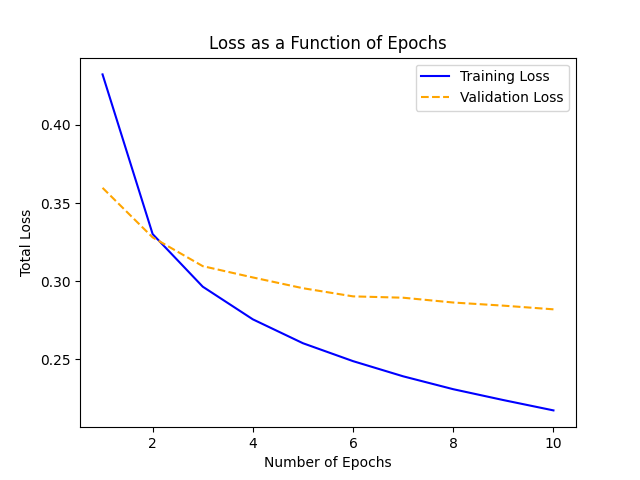 Loss as a Function of Epochs
Training Loss
Validation Loss
Total Loss
0.40
0.35
0.30
0.25
2 4 6 8 10
Number of Epochs